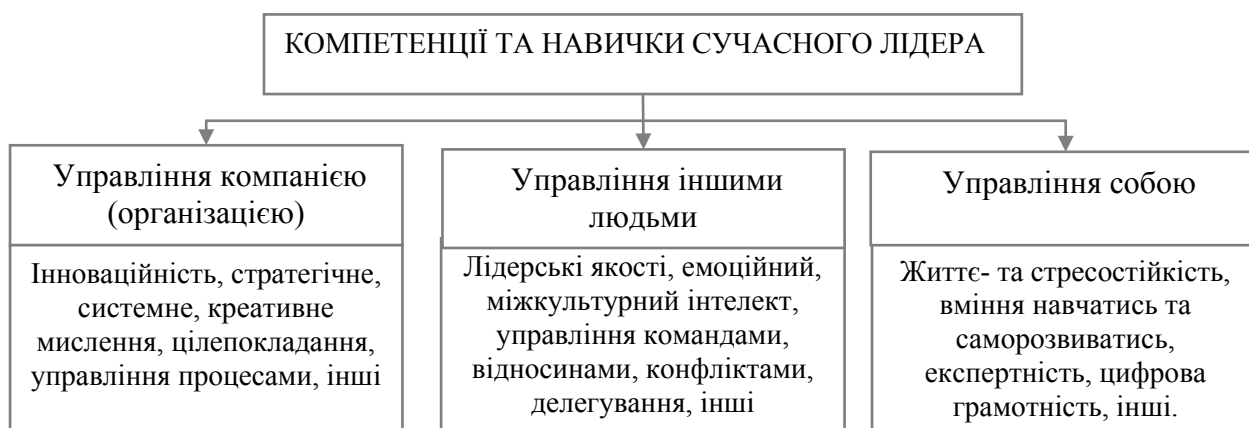 КОМПЕТЕНЦІЇ ТА НАВИЧКИ СУЧАСНОГО ЛІДЕРА
Управління компанією
(організацією)
Інноваційність, стратегічне,
системне, креативне
мислення, цілепокладання,
управління процесами, інші
Управління іншими
людьми
Лідерські якості, емоційний,
міжкультурний інтелект,
управління командами,
відносинами, конфліктами,
делегування, інші
Управління собою
Життє- та стресостійкість,
вміння навчатись та
саморозвиватись,
експертність, цифрова
грамотність, інші.